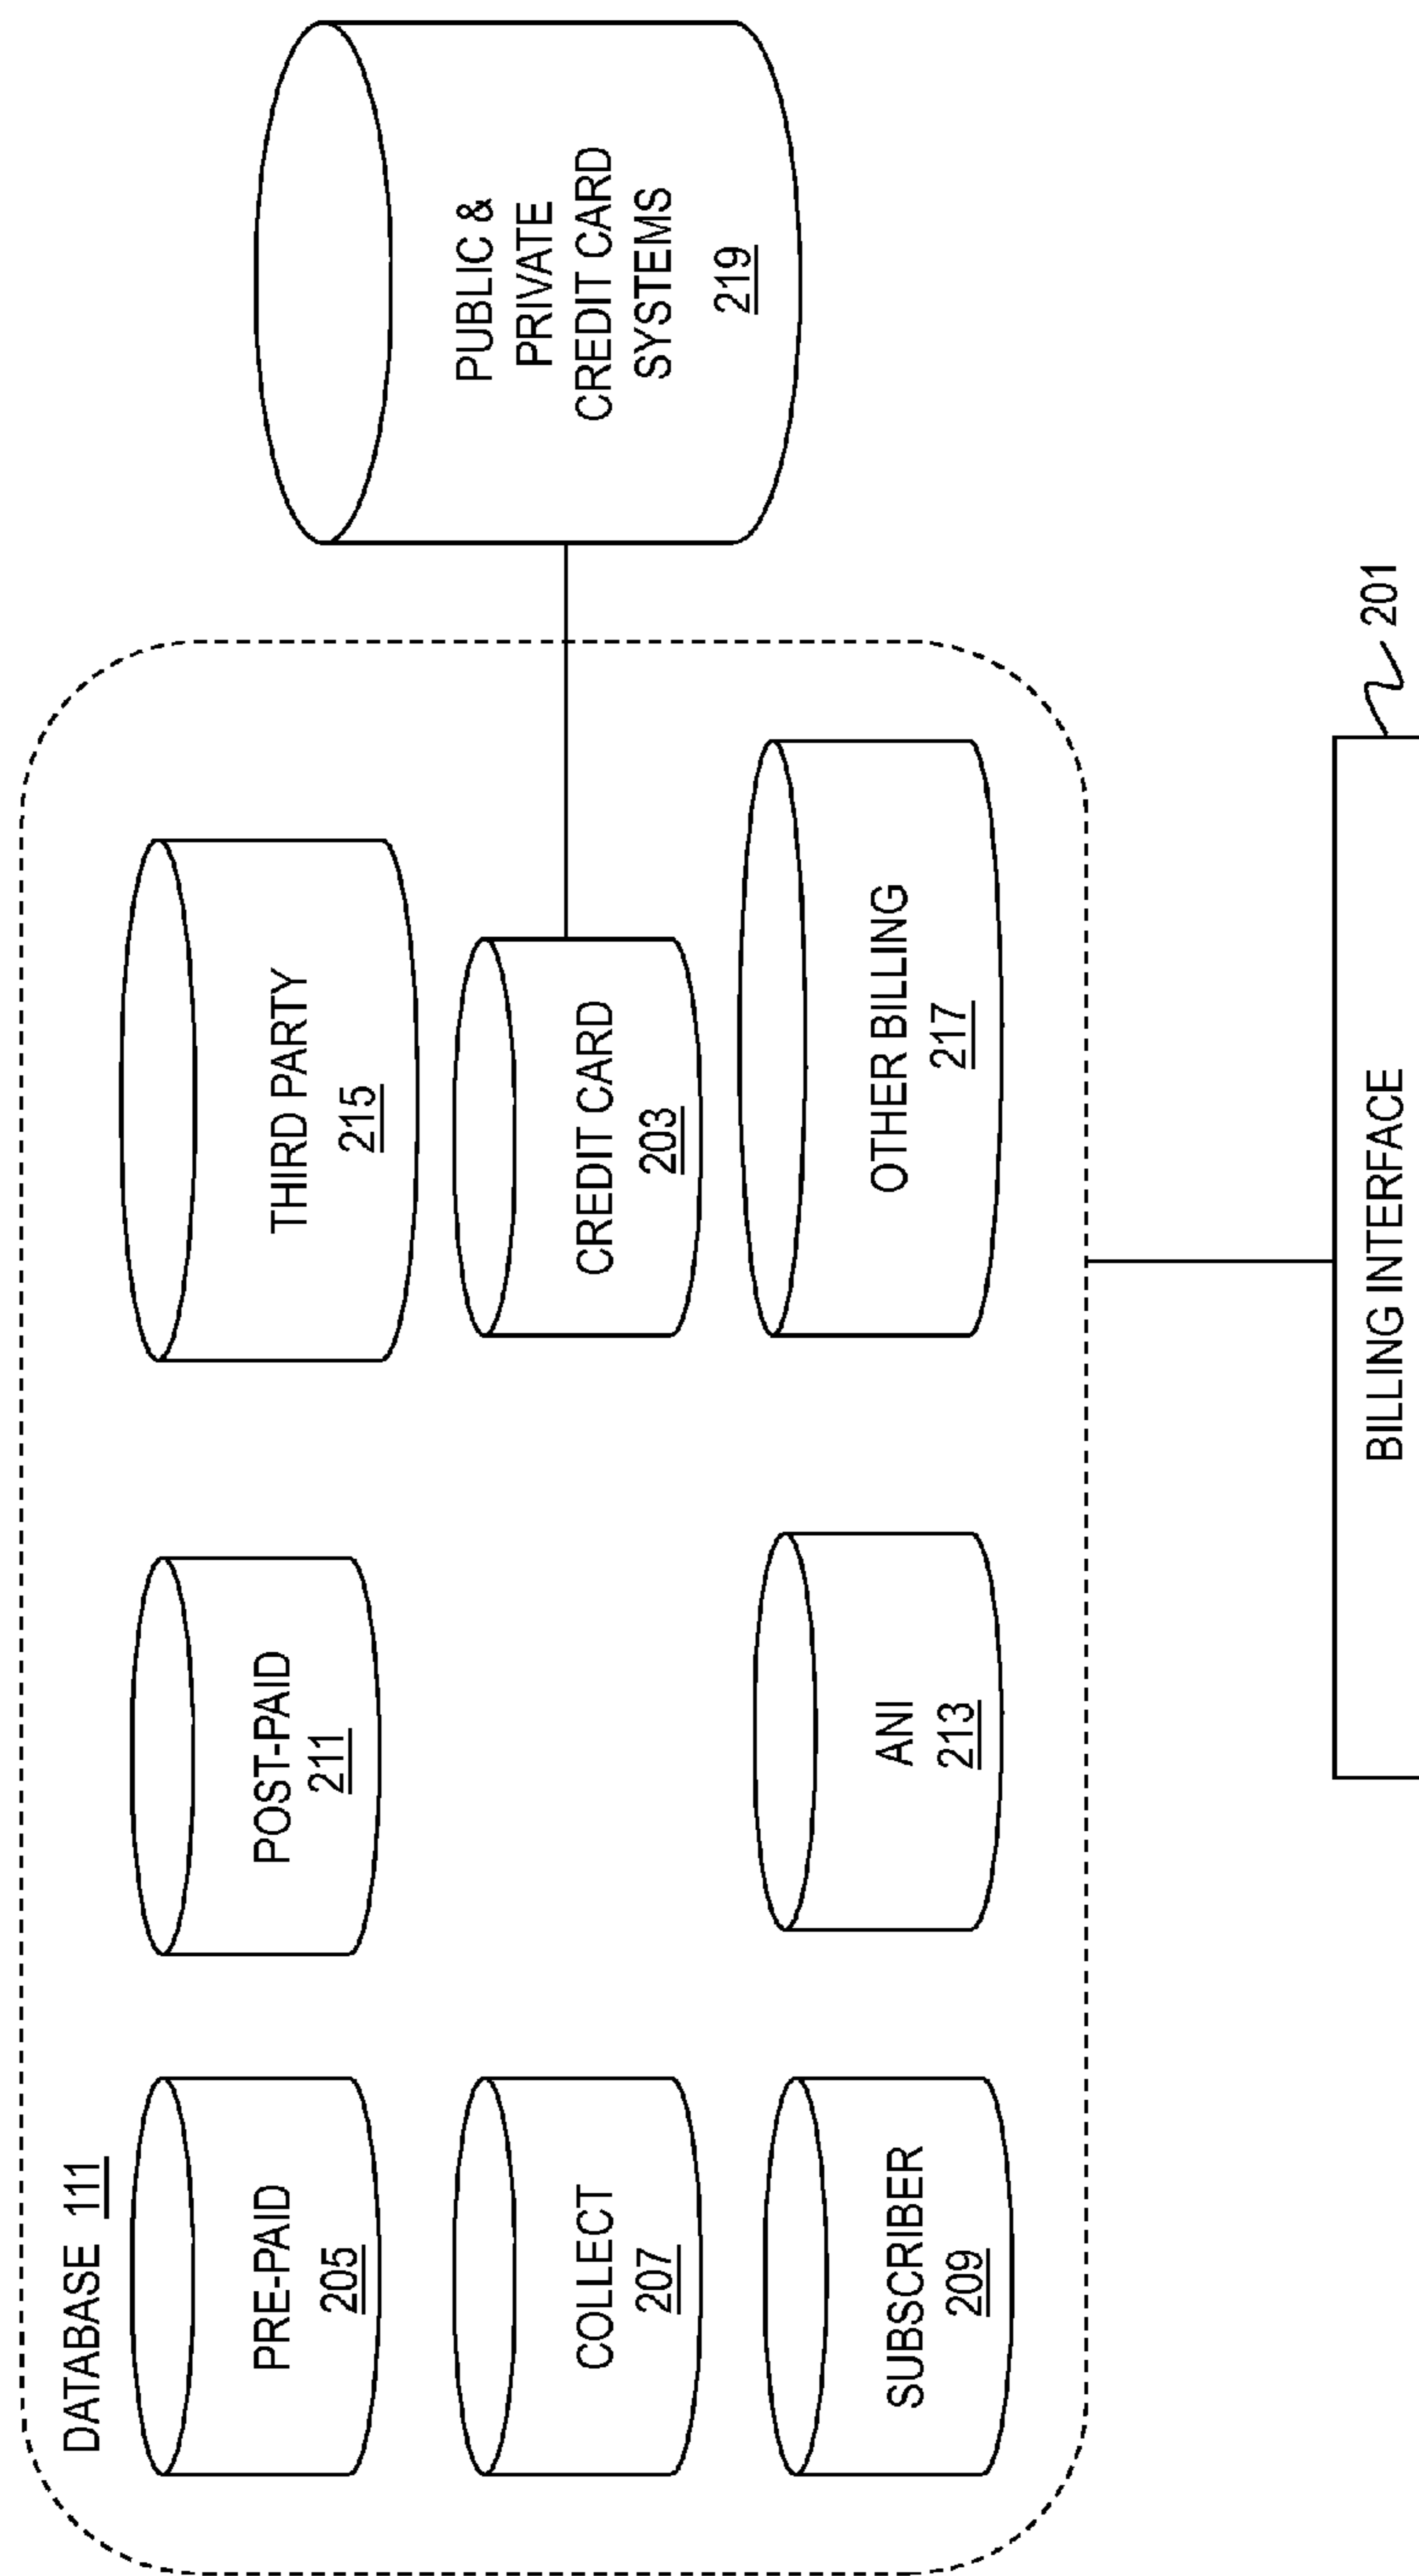 DATABASE 111
PRE-PAID
205
POST-PAID
211
THIRD PARTY
215
COLLECT
207
CREDIT CARD
203
SUBSCRIBER
209
ANI
213
OTHER BILLING
217
PUBLIC &
PRIVATE
CREDIT CARD
SYSTEMS
219
BILLING INTERFACE
201